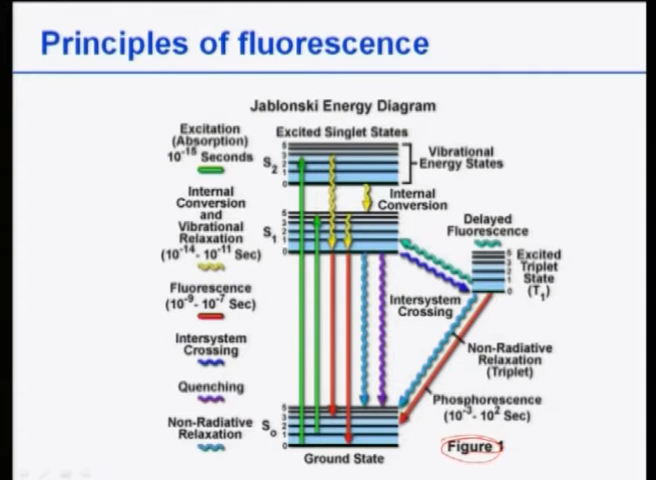 Principles of fluorescence
Jablonski Energy Diagram
Excitation
(Absorption)
10⁻¹⁵ Seconds
Internal
Conversion
and
Vibrational
Relaxation
(10⁻¹⁴ - 10⁻¹¹ Sec)
Fluorescence
(10⁻⁹ - 10⁻⁷ Sec)
Intersystem
Crossing
Quenching
Non-Radiative
Relaxation
Excited Singlet States
S₂
Vibrational
Energy States
Internal
Conversion
S₁
Delayed
Fluorescence
Excited
Triplet
State
(T₁)
Intersystem
Crossing
Non-Radiative
Relaxation
(Triplet)
Phosphorescence
(10⁻³ - 10² Sec)
S₀
Ground State
Figure 1